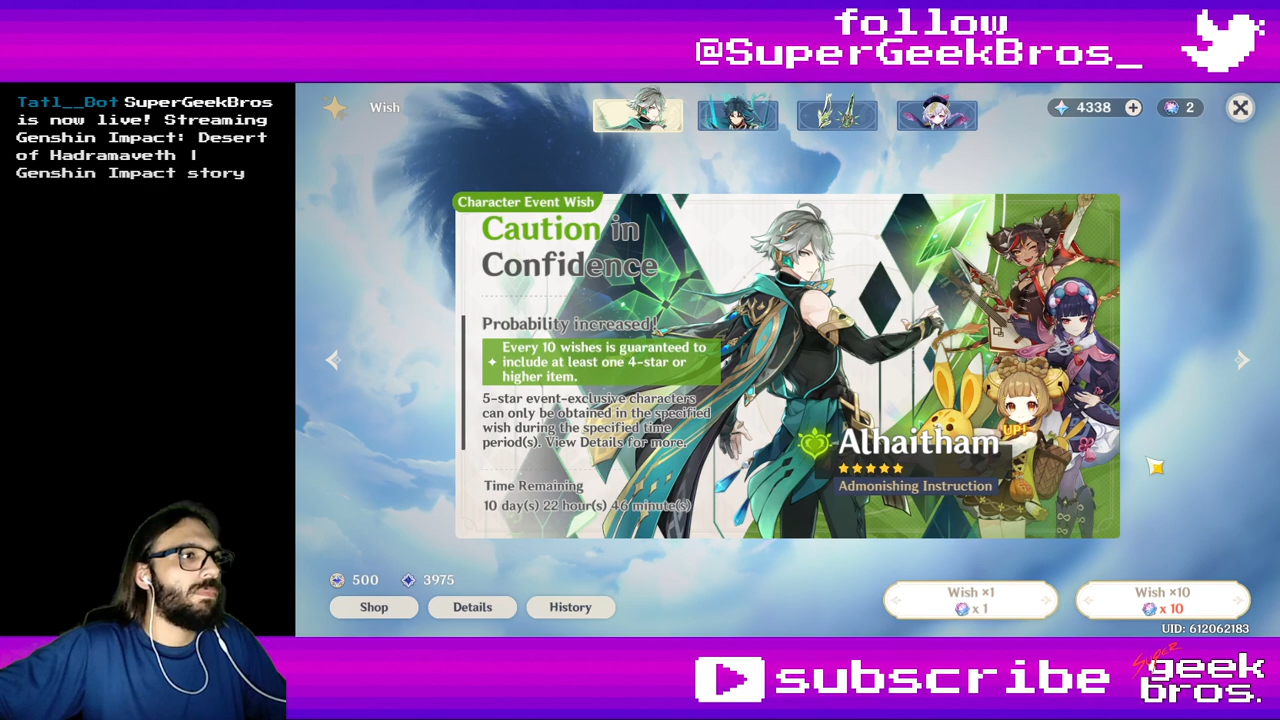 follow
@SuperGeekBros_
Tatl__Bot SuperGeekBros
is now live! Streaming
Genshin Impact: Desert
of Hadramaveth |
Genshin Impact story
Wish
4338
2
Character Event Wish
Caution in
Confidence
Probability increased!
Every 10 wishes is guaranteed to
include at least one 4-star or
higher item.
5-star event-exclusive characters
can only be obtained in the specified
wish during the specified time
period(s). View Details for more.
UP!
Alhaitham
Admonishing Instruction
Time Remaining
10 day(s) 22 hour(s) 46 minute(s)
500
3975
Shop
Details
History
Wish ×1
x 1
Wish ×10
x 10
UID: 612062183
subscribe
Super
geek
bros.